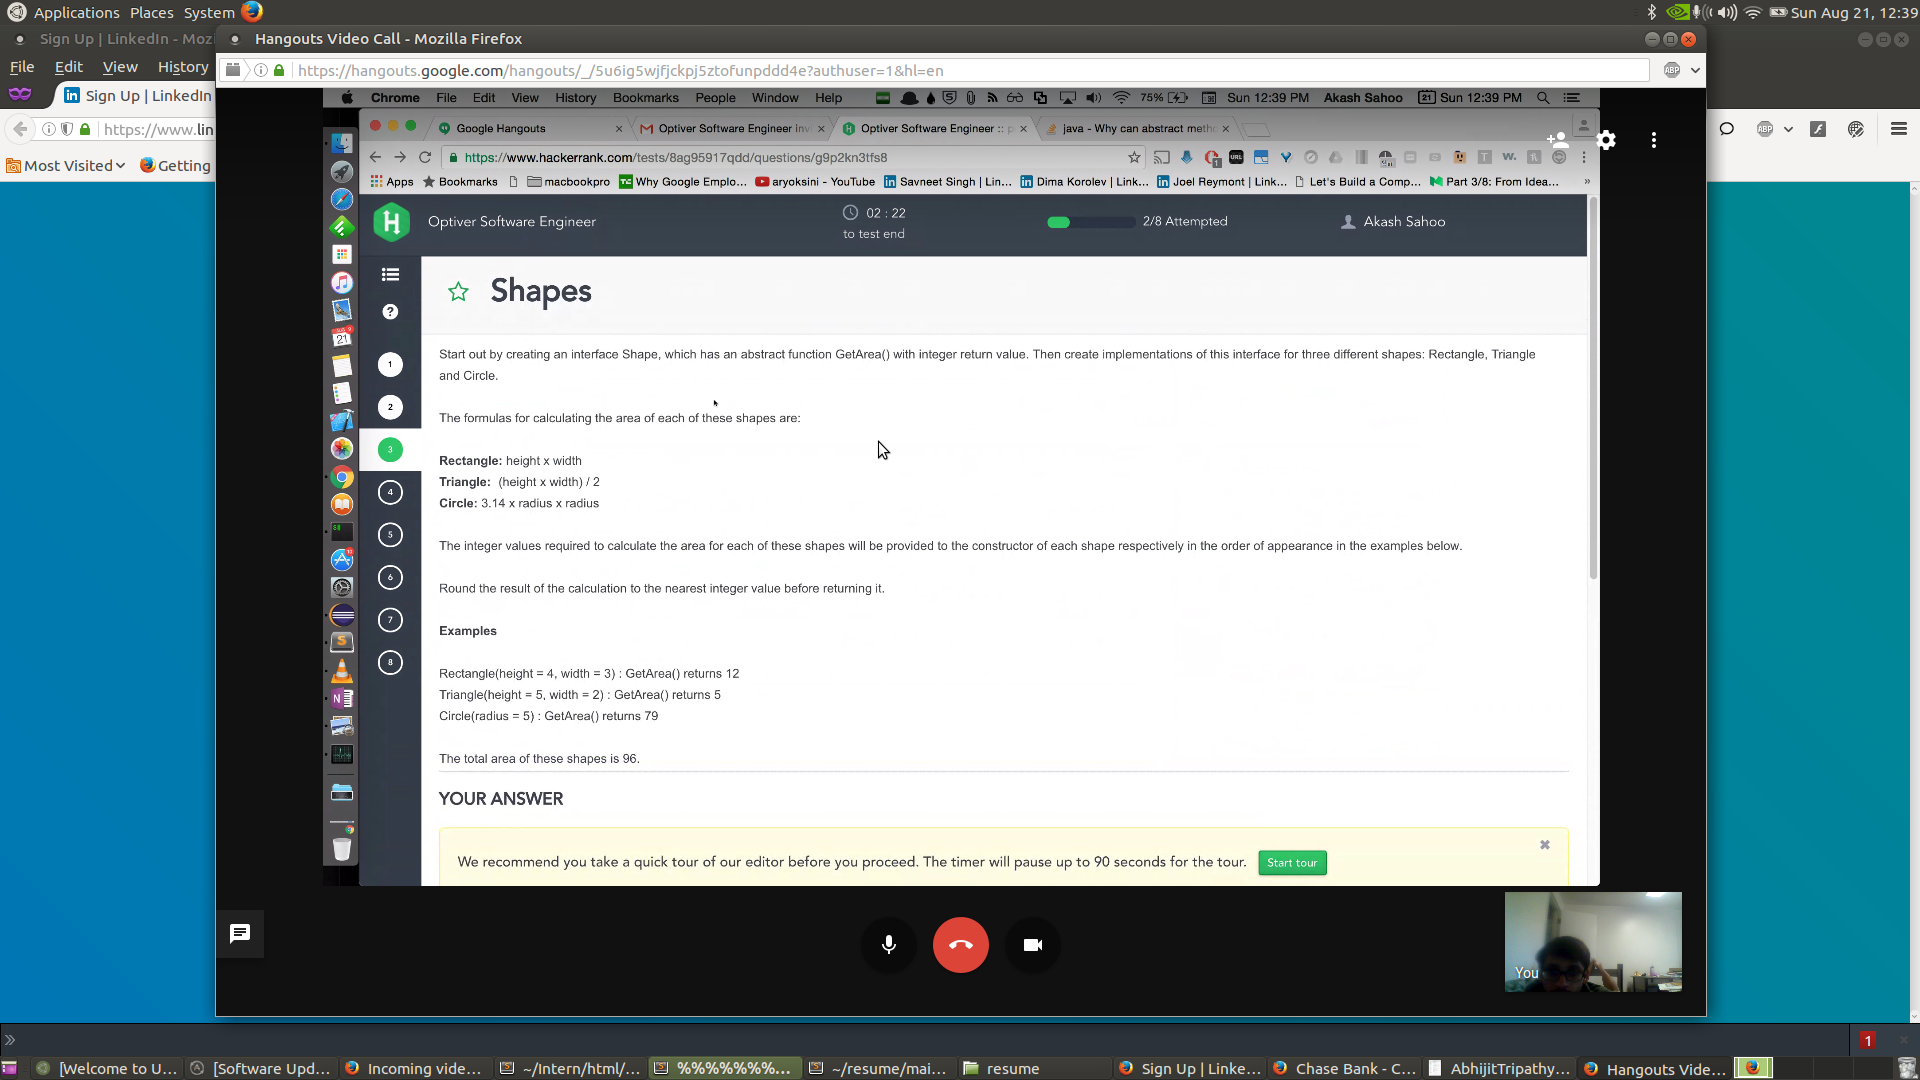 Applications Places System
Sun Aug 21, 12:39
Sign Up | LinkedIn - Mozi
Hangouts Video Call - Mozilla Firefox
File Edit View History
https://hangouts.google.com/hangouts/_/5u6ig5wjfjckpj5ztofunpddd4e?authuser=1&hl=en
ABP
Sign Up | LinkedIn
Chrome File Edit View History Bookmarks People Window Help
75% Sun 12:39 PM Akash Sahoo Sun 12:39 PM
Google Hangouts
Optiver Software Engineer inv
Optiver Software Engineer :: p
java - Why can abstract metho
https://www.lin
https://www.hackerrank.com/tests/8ag95917qdd/questions/g9p2kn3tfs8
Most Visited
Getting
Apps Bookmarks macbookpro Why Google Emplo... aryoksini - YouTube Savneet Singh | Lin... Dima Korolev | Link... Joel Reymont | Link... Let's Build a Comp... Part 3/8: From Idea... »
Optiver Software Engineer
02 : 22
to test end
2/8 Attempted
Akash Sahoo
Shapes
?
1
2
3
4
5
6
7
8
Start out by creating an interface Shape, which has an abstract function GetArea() with integer return value. Then create implementations of this interface for three different shapes: Rectangle, Triangle
and Circle.
The formulas for calculating the area of each of these shapes are:
Rectangle: height x width
Triangle: (height x width) / 2
Circle: 3.14 x radius x radius
The integer values required to calculate the area for each of these shapes will be provided to the constructor of each shape respectively in the order of appearance in the examples below.
Round the result of the calculation to the nearest integer value before returning it.
Examples
Rectangle(height = 4, width = 3) : GetArea() returns 12
Triangle(height = 5, width = 2) : GetArea() returns 5
Circle(radius = 5) : GetArea() returns 79
The total area of these shapes is 96.
YOUR ANSWER
We recommend you take a quick tour of our editor before you proceed. The timer will pause up to 90 seconds for the tour.
Start tour
You
1
[Welcome to U...
[Software Upd...
Incoming vide...
~/Intern/html/...
%%%%%%%...
~/resume/mai...
resume
Sign Up | Linke...
Chase Bank - C...
AbhijitTripathy...
Hangouts Vide...